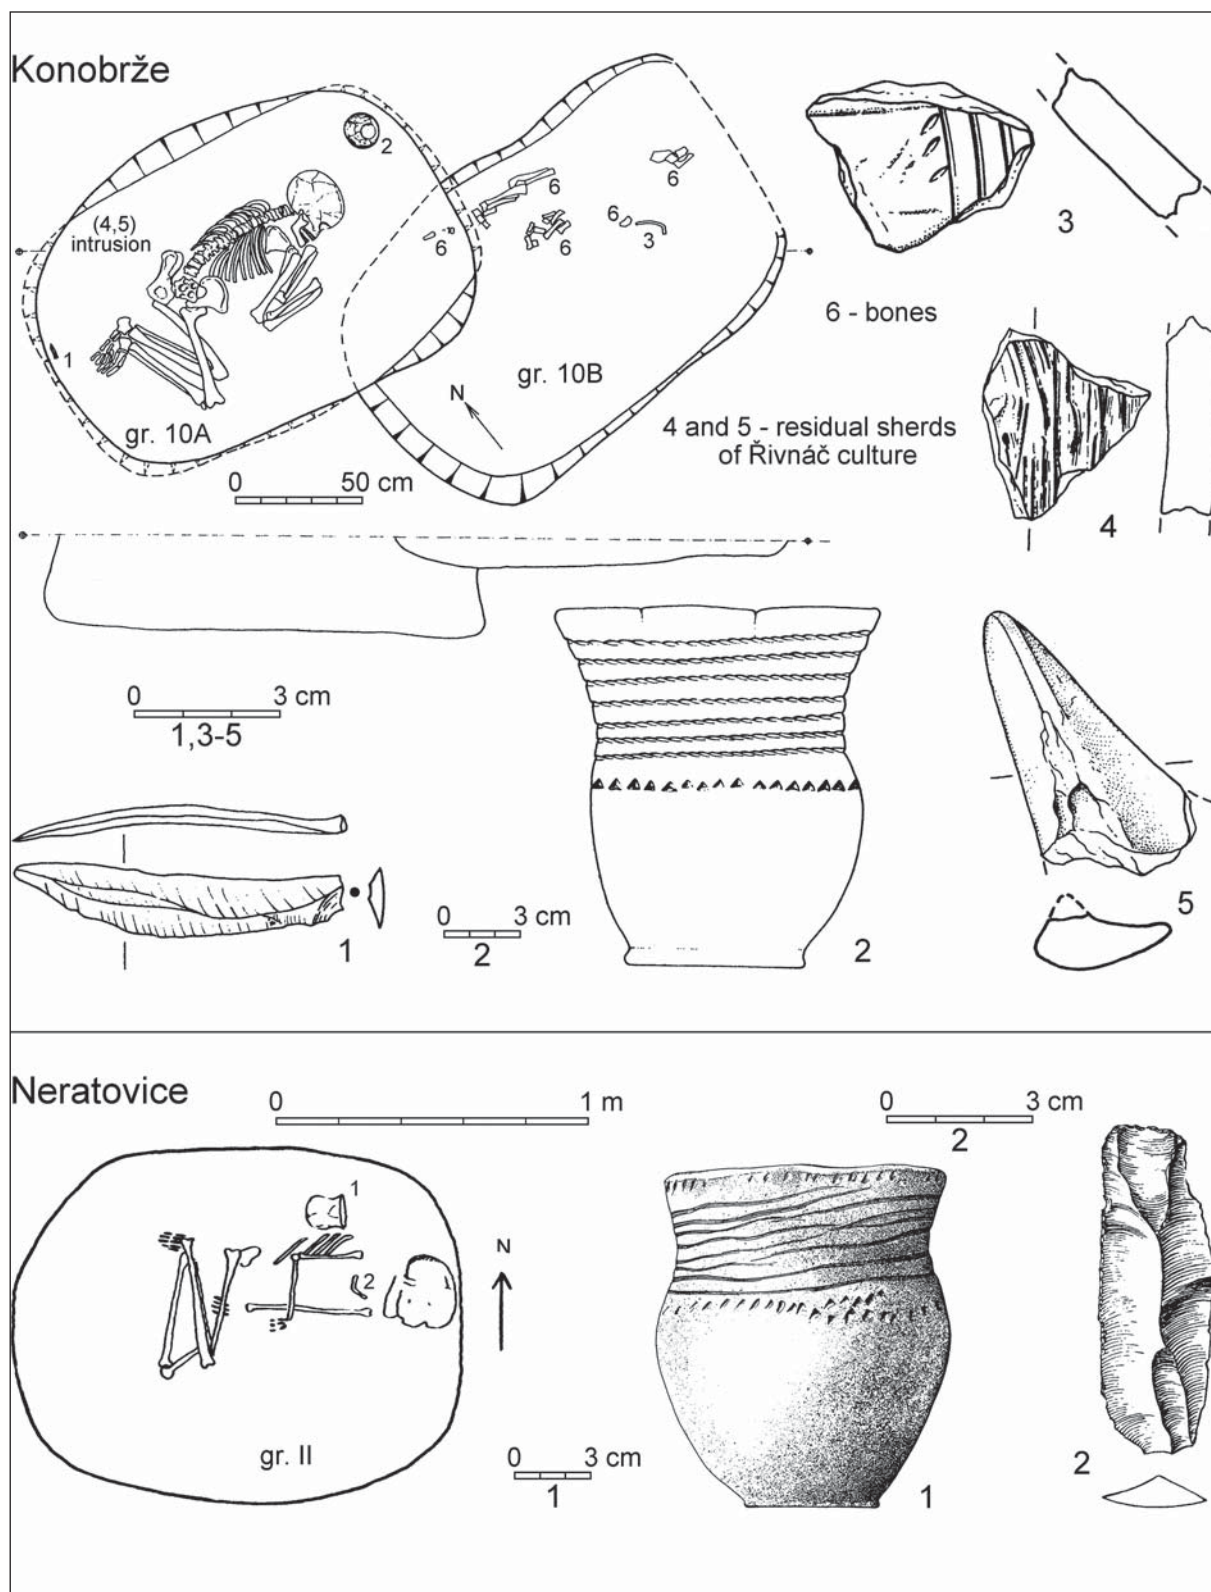 Konobrže
2
(4,5)
intrusion
6
6
6
6
6
3
1
gr. 10A
gr. 10B
N
0 50 cm
3
6 - bones
4 and 5 - residual sherds
of Řivnáč culture
4
0 3 cm
1,3-5
1
0 3 cm
2
2
5
Neratovice
0 1 m
0 3 cm
2
1
2
N
gr. II
0 3 cm
1
1
2